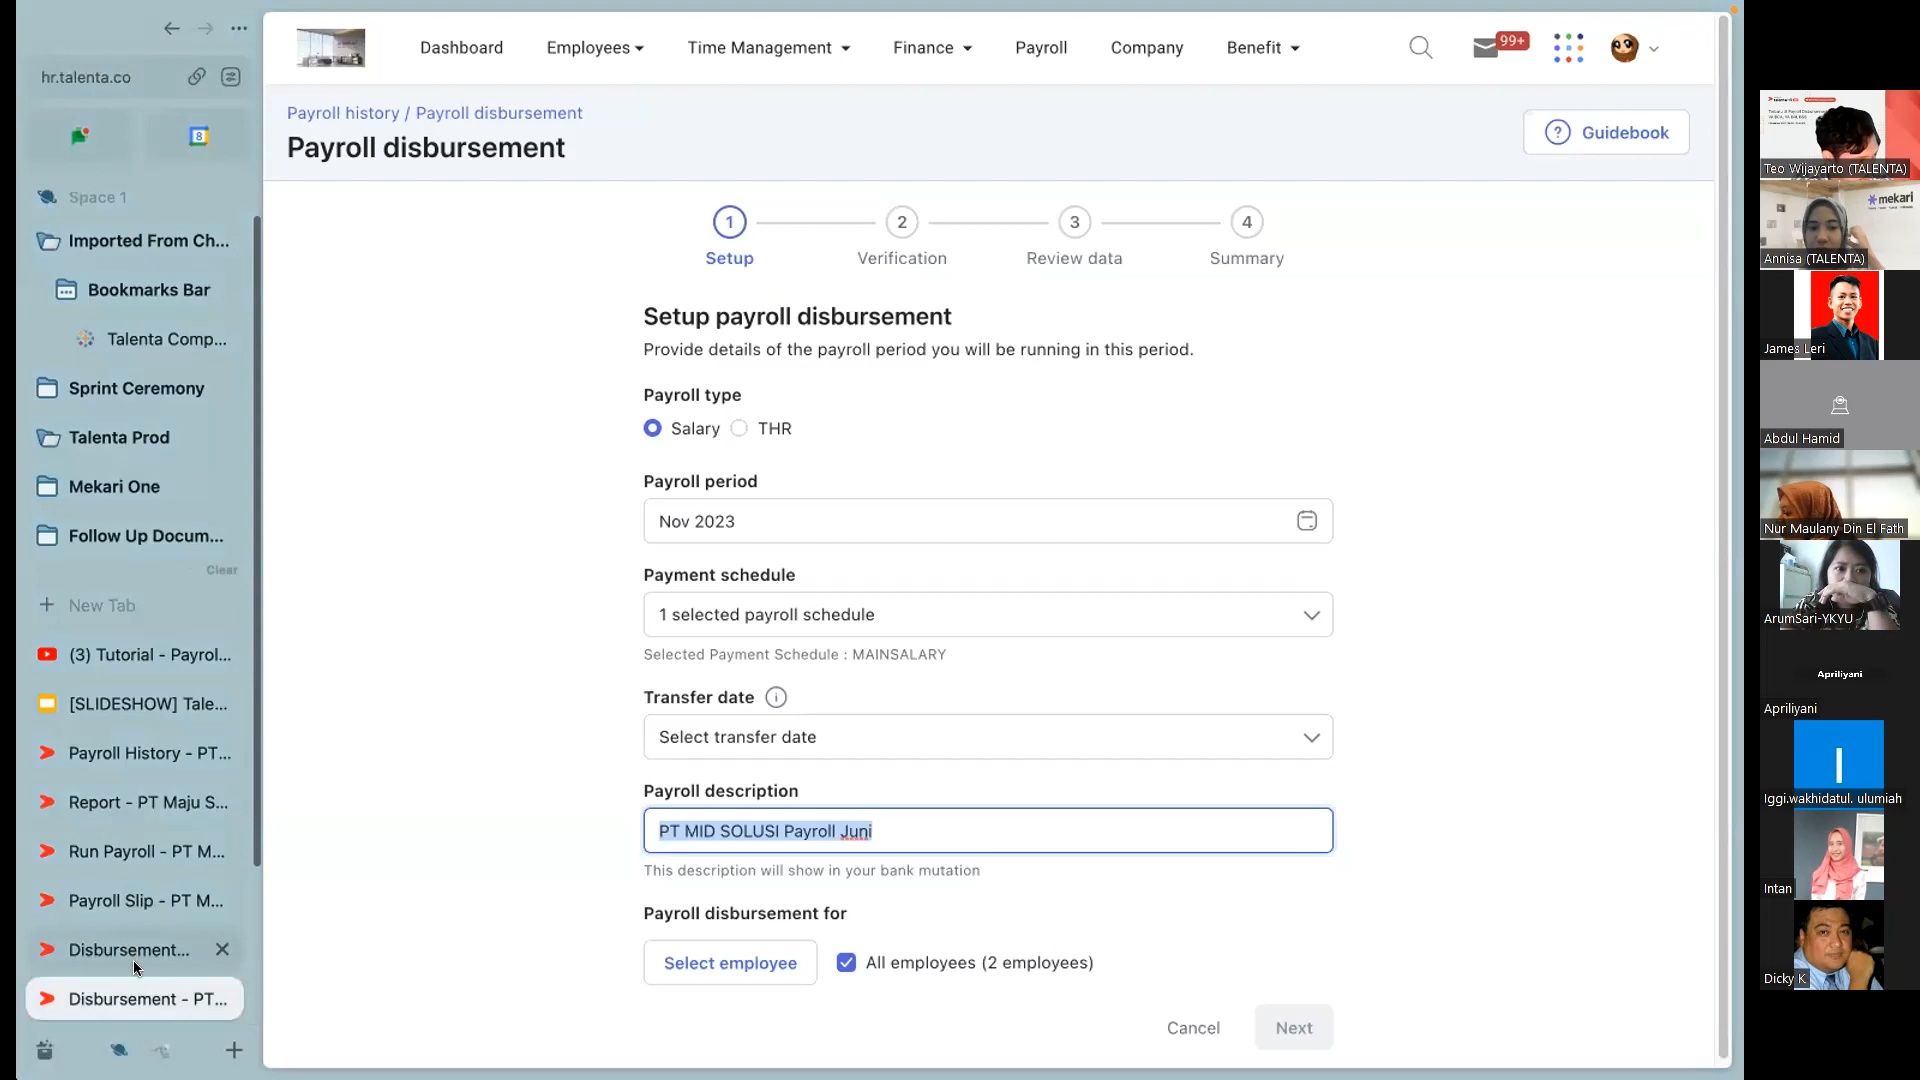 hr.talenta.co
Space 1
Imported From Ch...
Bookmarks Bar
Talenta Comp...
Sprint Ceremony
Talenta Prod
Mekari One
Follow Up Docum...
Clear
New Tab
(3) Tutorial - Payrol...
[SLIDESHOW] Tale...
Payroll History - PT...
Report - PT Maju S...
Run Payroll - PT M...
Payroll Slip - PT M...
Disbursement...
Disbursement - PT...
Dashboard
Employees
Time Management
Finance
Payroll
Company
Benefit
99+
Payroll history / Payroll disbursement
Payroll disbursement
Guidebook
1
2
3
4
Setup
Verification
Review data
Summary
Setup payroll disbursement
Provide details of the payroll period you will be running in this period.
Payroll type
Salary
THR
Payroll period
Nov 2023
Payment schedule
1 selected payroll schedule
Selected Payment Schedule : MAINSALARY
Transfer date
Select transfer date
Payroll description
PT MID SOLUSI Payroll Juni
This description will show in your bank mutation
Payroll disbursement for
Select employee
All employees (2 employees)
Cancel
Next
Teo Wijayarto (TALENTA)
mekari
Annisa (TALENTA)
James Leri
Abdul Hamid
Nur Maulany Din El Fath
ArumSari-YKYU
Apriliyani
Apriliyani
I
Iggi.wakhidatul. ulumiah
Intan
Dicky K